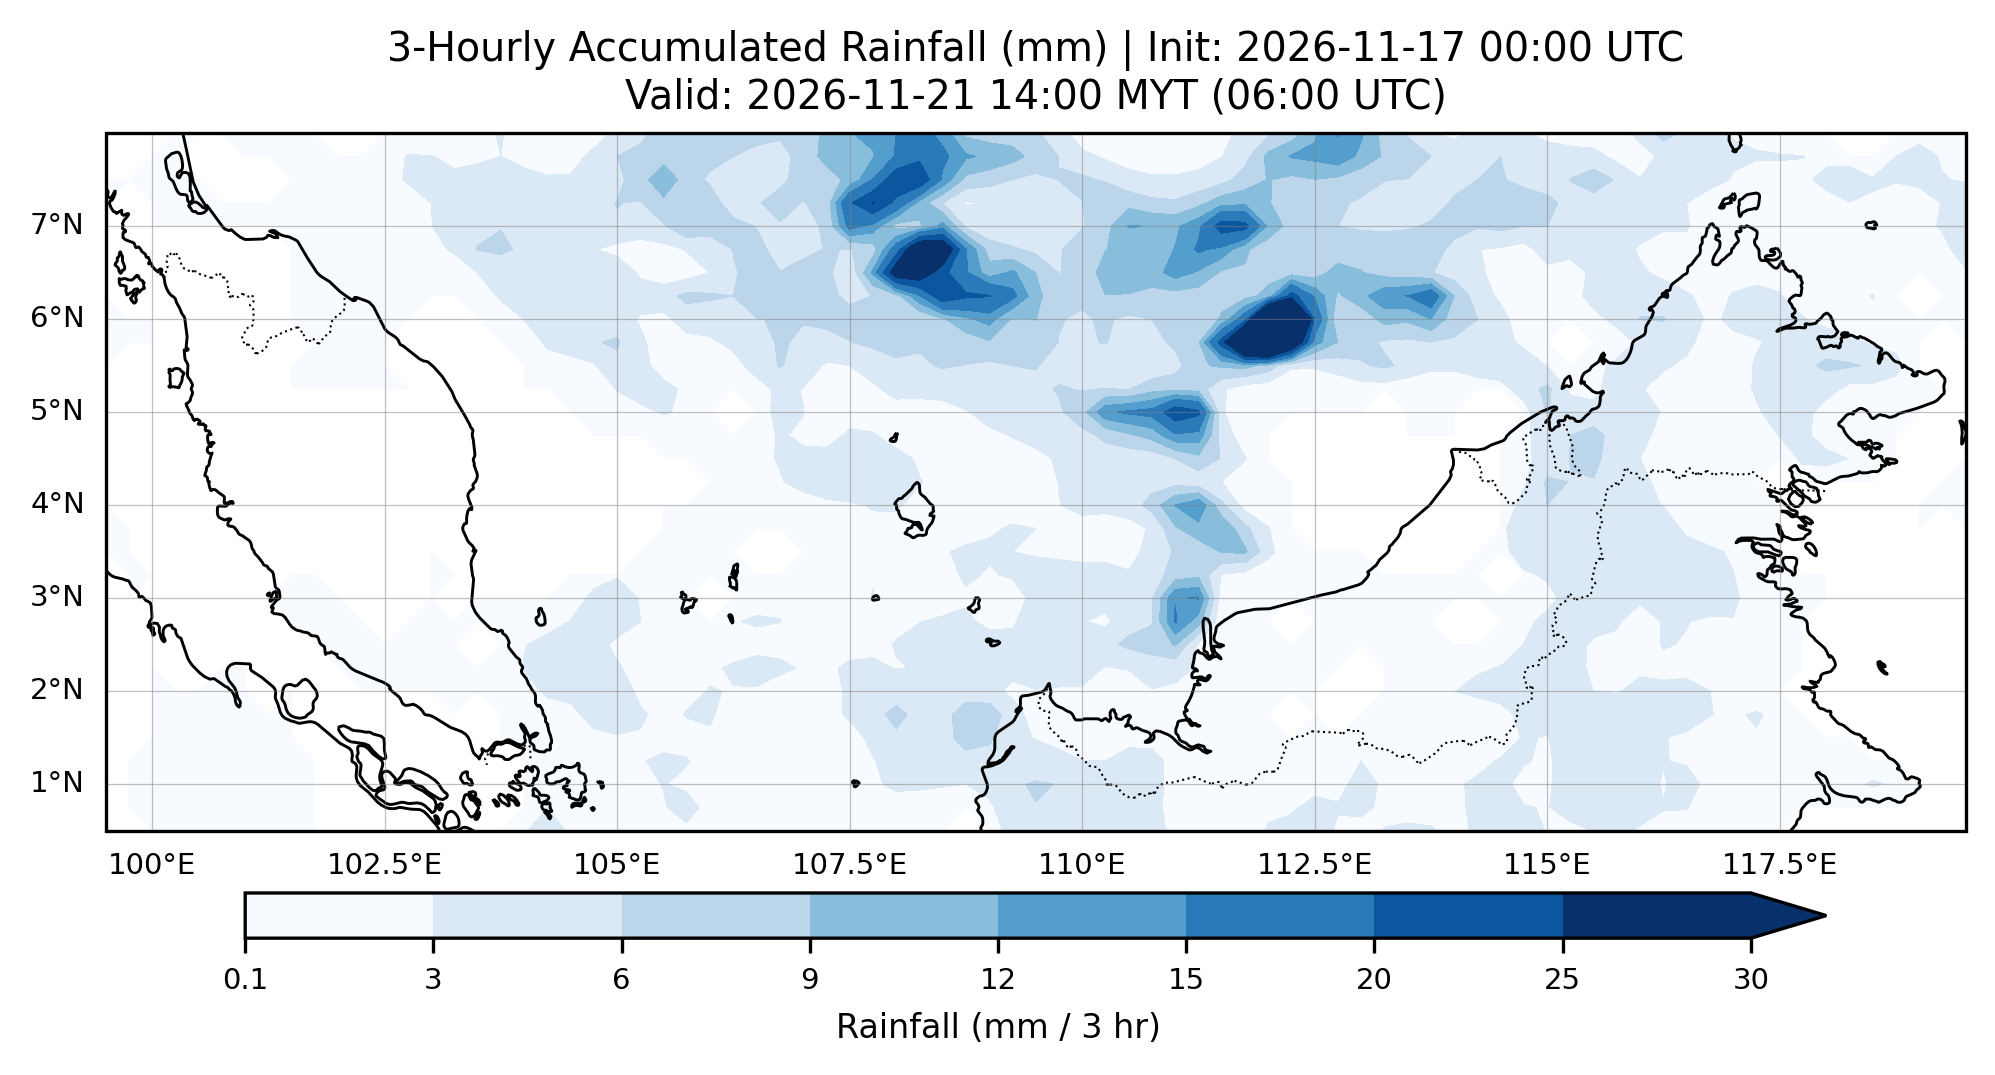 3-Hourly Accumulated Rainfall (mm) | Init: 2026-11-17 00:00 UTC
Valid: 2026-11-21 14:00 MYT (06:00 UTC)
7°N
6°N
5°N
4°N
3°N
2°N
1°N
100°E 102.5°E 105°E 107.5°E 110°E 112.5°E 115°E 117.5°E
0.1 3 6 9 12 15 20 25 30
Rainfall (mm / 3 hr)